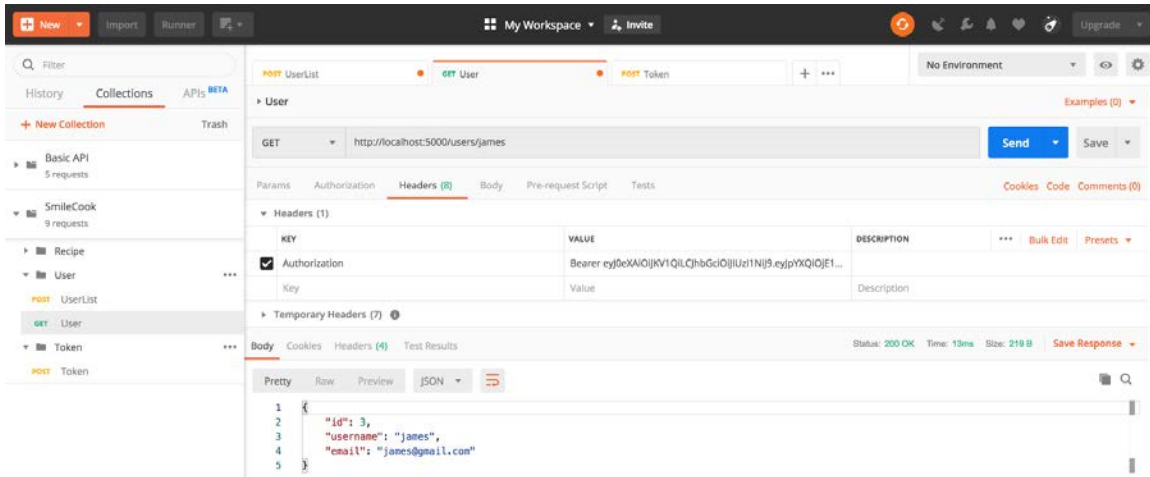 New Import Runner My Workspace Invite Upgrade
Filter
History Collections APIs BETA
+ New Collection Trash
Basic API
5 requests
SmileCook
9 requests
Recipe
User •••
POST UserList
GET User
Token •••
POST Token
POST UserList GET User POST Token + •••
No Environment
User Examples (0)
GET http://localhost:5000/users/james Send Save
Params Authorization Headers (8) Body Pre-request Script Tests Cookies Code Comments (0)
Headers (1)
KEY VALUE DESCRIPTION ••• Bulk Edit Presets
Authorization Bearer eyJ0eXAiOiJKV1QiLCJhbGciOiJIUzI1NiJ9.eyJpYXQiOjE1...
Key Value Description
Temporary Headers (7)
Body Cookies Headers (4) Test Results Status: 200 OK Time: 13ms Size: 219 B Save Response
Pretty Raw Preview JSON
1 {
2 "id": 3,
3 "username": "james",
4 "email": "james@gmail.com"
5 }